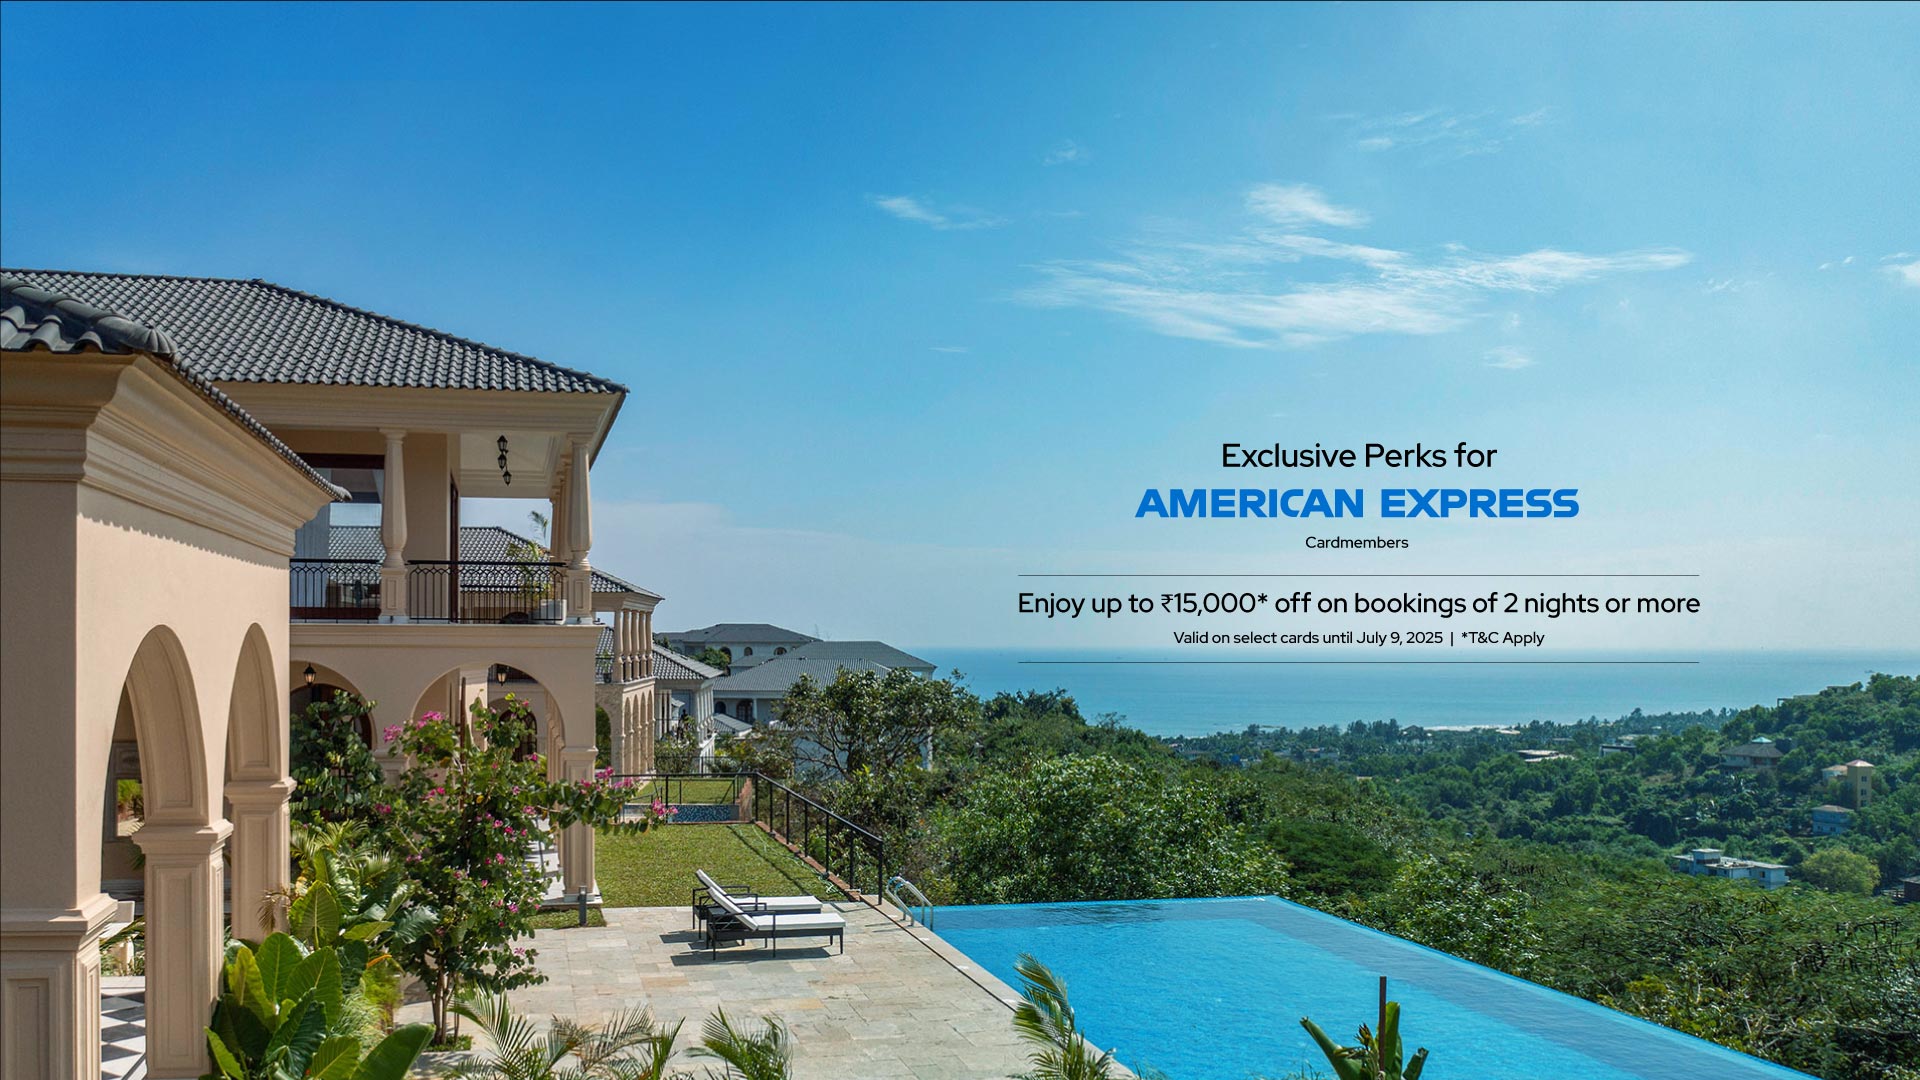 Exclusive Perks for
AMERICAN EXPRESS
Cardmembers
Enjoy up to ₹15,000* off on bookings of 2 nights or more
Valid on select cards until July 9, 2025 | *T&C Apply